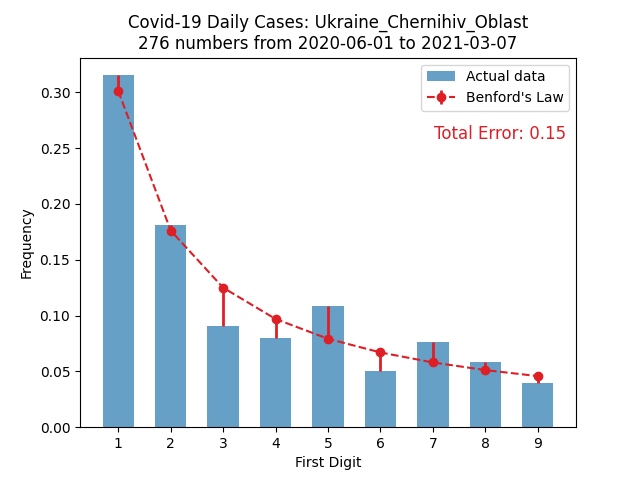 Covid-19 Daily Cases: Ukraine_Chernihiv_Oblast
276 numbers from 2020-06-01 to 2021-03-07
Actual data
Benford's Law
Total Error: 0.15
Frequency
0.30
0.25
0.20
0.15
0.10
0.05
0.00
1 2 3 4 5 6 7 8 9
First Digit